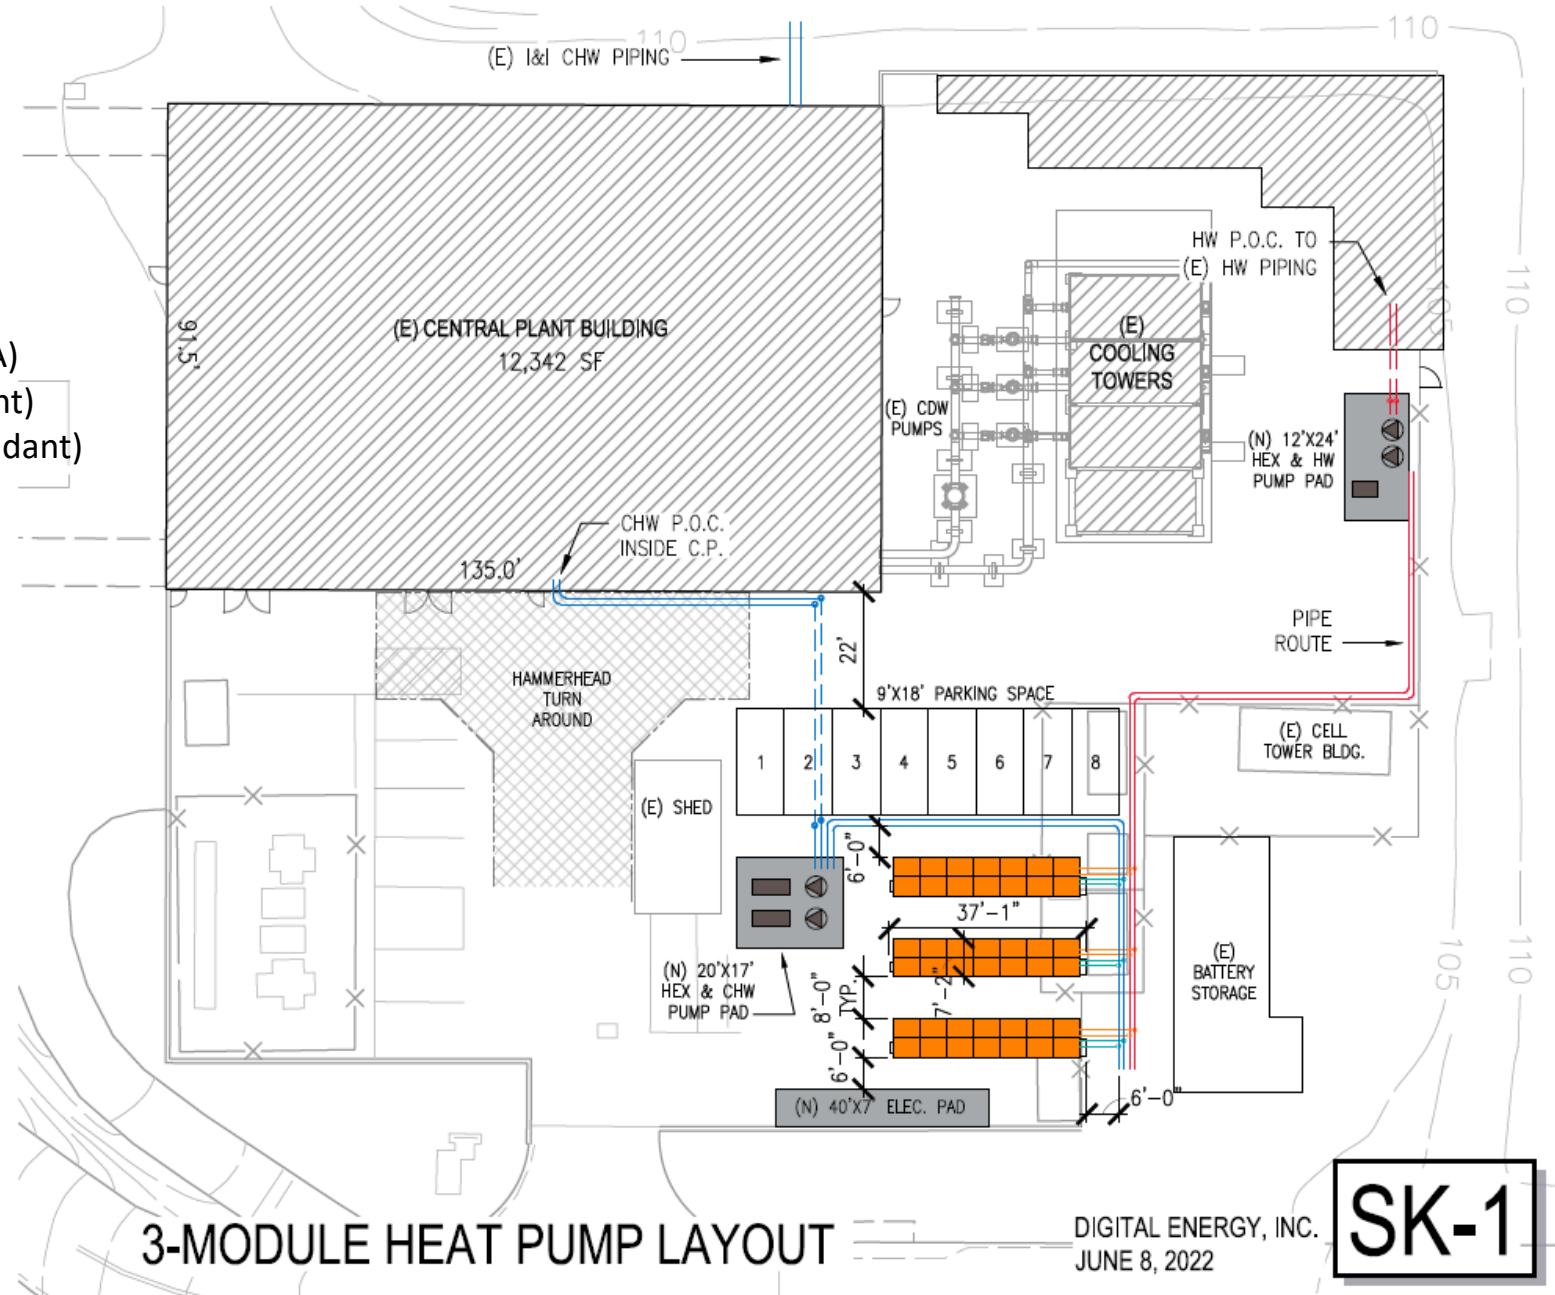 110
110
(E) I&I CHW PIPING
HW P.O.C. TO
(E) HW PIPING
110
105
(E) CENTRAL PLANT BUILDING
12,342 SF
91.5'
(E)
COOLING
TOWERS
A)
nt)
dant)
(E) CDW
PUMPS
(N) 12'X24'
HEX & HW
PUMP PAD
CHW P.O.C.
INSIDE C.P.
135.0'
22'
PIPE
ROUTE
HAMMERHEAD
TURN
AROUND
9'X18' PARKING SPACE
(E) CELL
TOWER BLDG.
1
2
3
4
5
6
7
8
(E) SHED
6'-0"
37'-1"
(N) 20'X17'
HEX & CHW
PUMP PAD
8'-0"
TYP.
7'-2"
(E)
BATTERY
STORAGE
105
110
6'-0"
(N) 40'X7' ELEC. PAD
6'-0"
3-MODULE HEAT PUMP LAYOUT
DIGITAL ENERGY, INC.
JUNE 8, 2022
SK-1